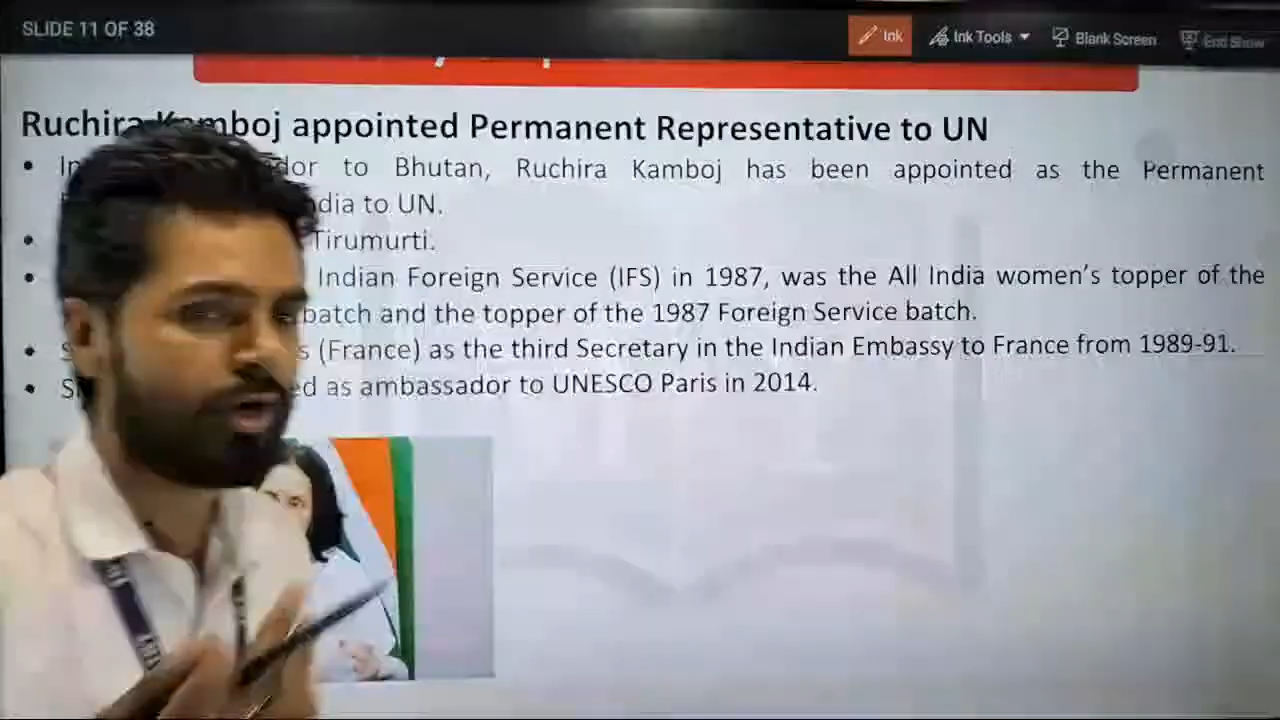 SLIDE 11 OF 38
Ink
Ink Tools
Blank Screen
End Show
Ruchira Kamboj appointed Permanent Representative to UN
to Bhutan, Ruchira Kamboj has been appointed as the Permanent
to UN.
Tirumurti.
Indian Foreign Service (IFS) in 1987, was the All India women's topper of the
batch and the topper of the 1987 Foreign Service batch.
(France) as the third Secretary in the Indian Embassy to France from 1989-91.
as ambassador to UNESCO Paris in 2014.